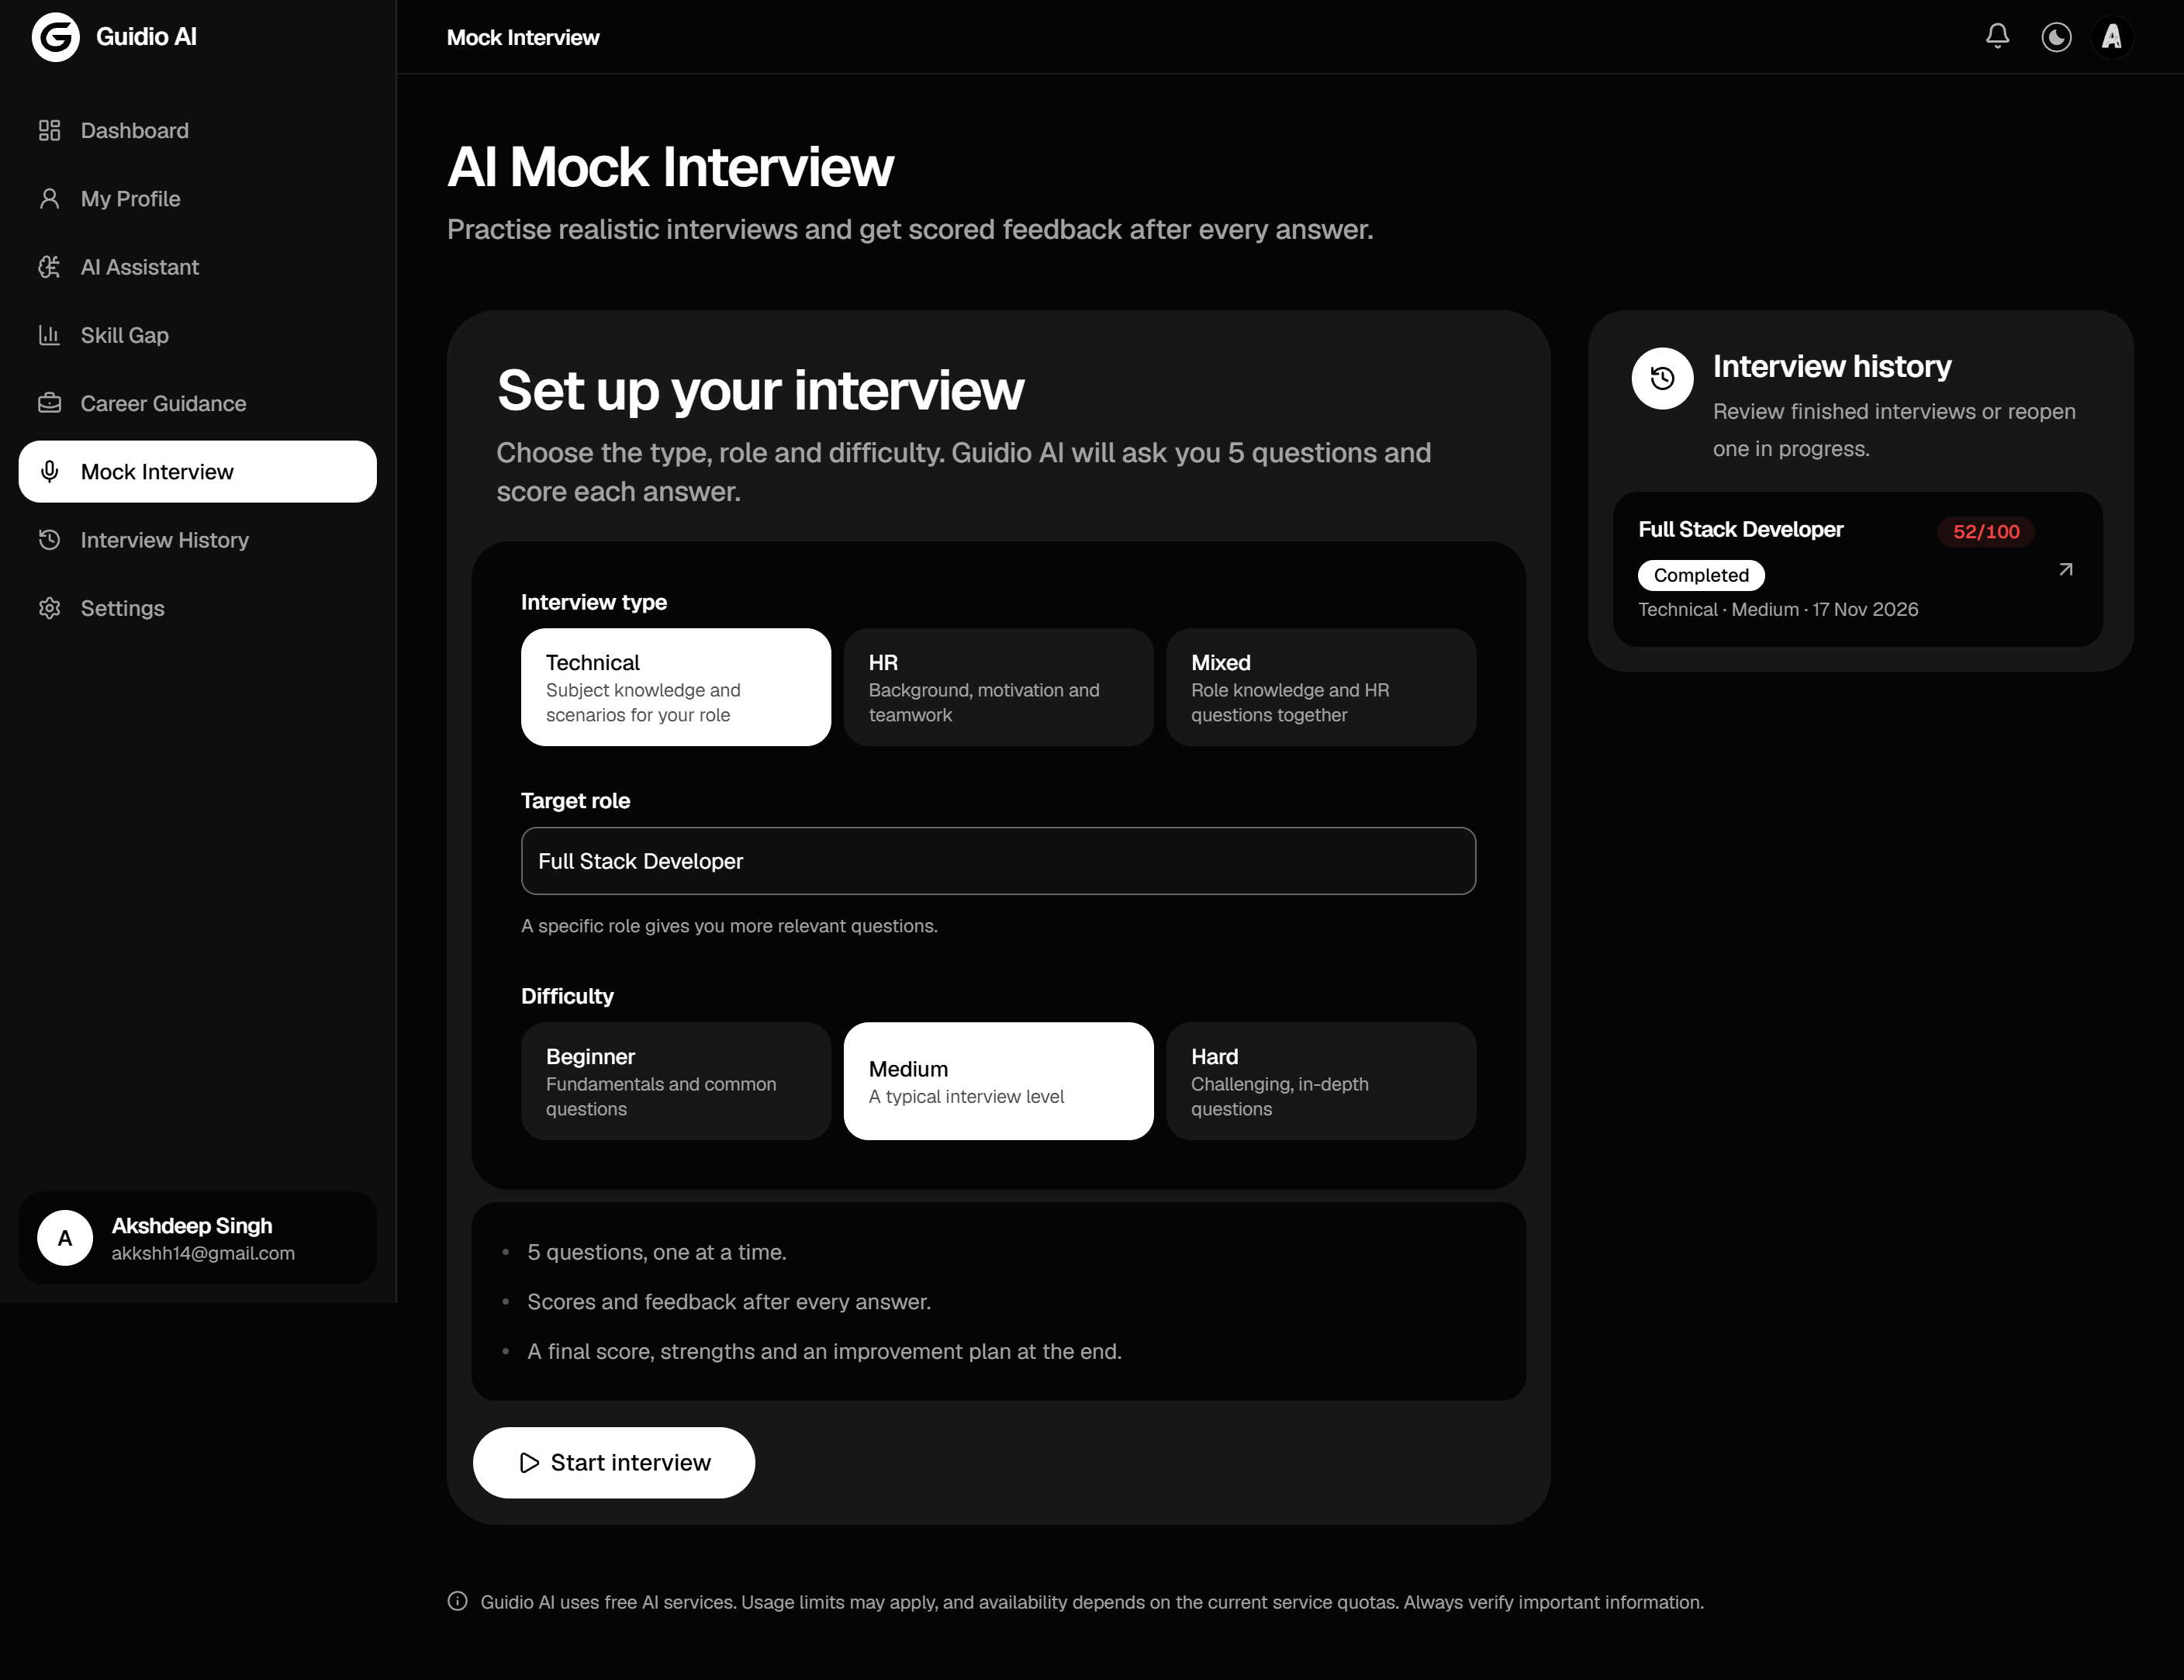 Guidio AI
Dashboard
My Profile
AI Assistant
Skill Gap
Career Guidance
Mock Interview
Interview History
Settings
A
Akshdeep Singh
akkshh14@gmail.com
Mock Interview
A
AI Mock Interview
Practise realistic interviews and get scored feedback after every answer.
Set up your interview
Choose the type, role and difficulty. Guidio AI will ask you 5 questions and
score each answer.
Interview type
Technical
Subject knowledge and
scenarios for your role
HR
Background, motivation and
teamwork
Mixed
Role knowledge and HR
questions together
Target role
Full Stack Developer
A specific role gives you more relevant questions.
Difficulty
Beginner
Fundamentals and common
questions
Medium
A typical interview level
Hard
Challenging, in-depth
questions
• 5 questions, one at a time.
• Scores and feedback after every answer.
• A final score, strengths and an improvement plan at the end.
Start interview
Interview history
Review finished interviews or reopen
one in progress.
Full Stack Developer
52/100
Completed
Technical · Medium · 17 Nov 2026
Guidio AI uses free AI services. Usage limits may apply, and availability depends on the current service quotas. Always verify important information.